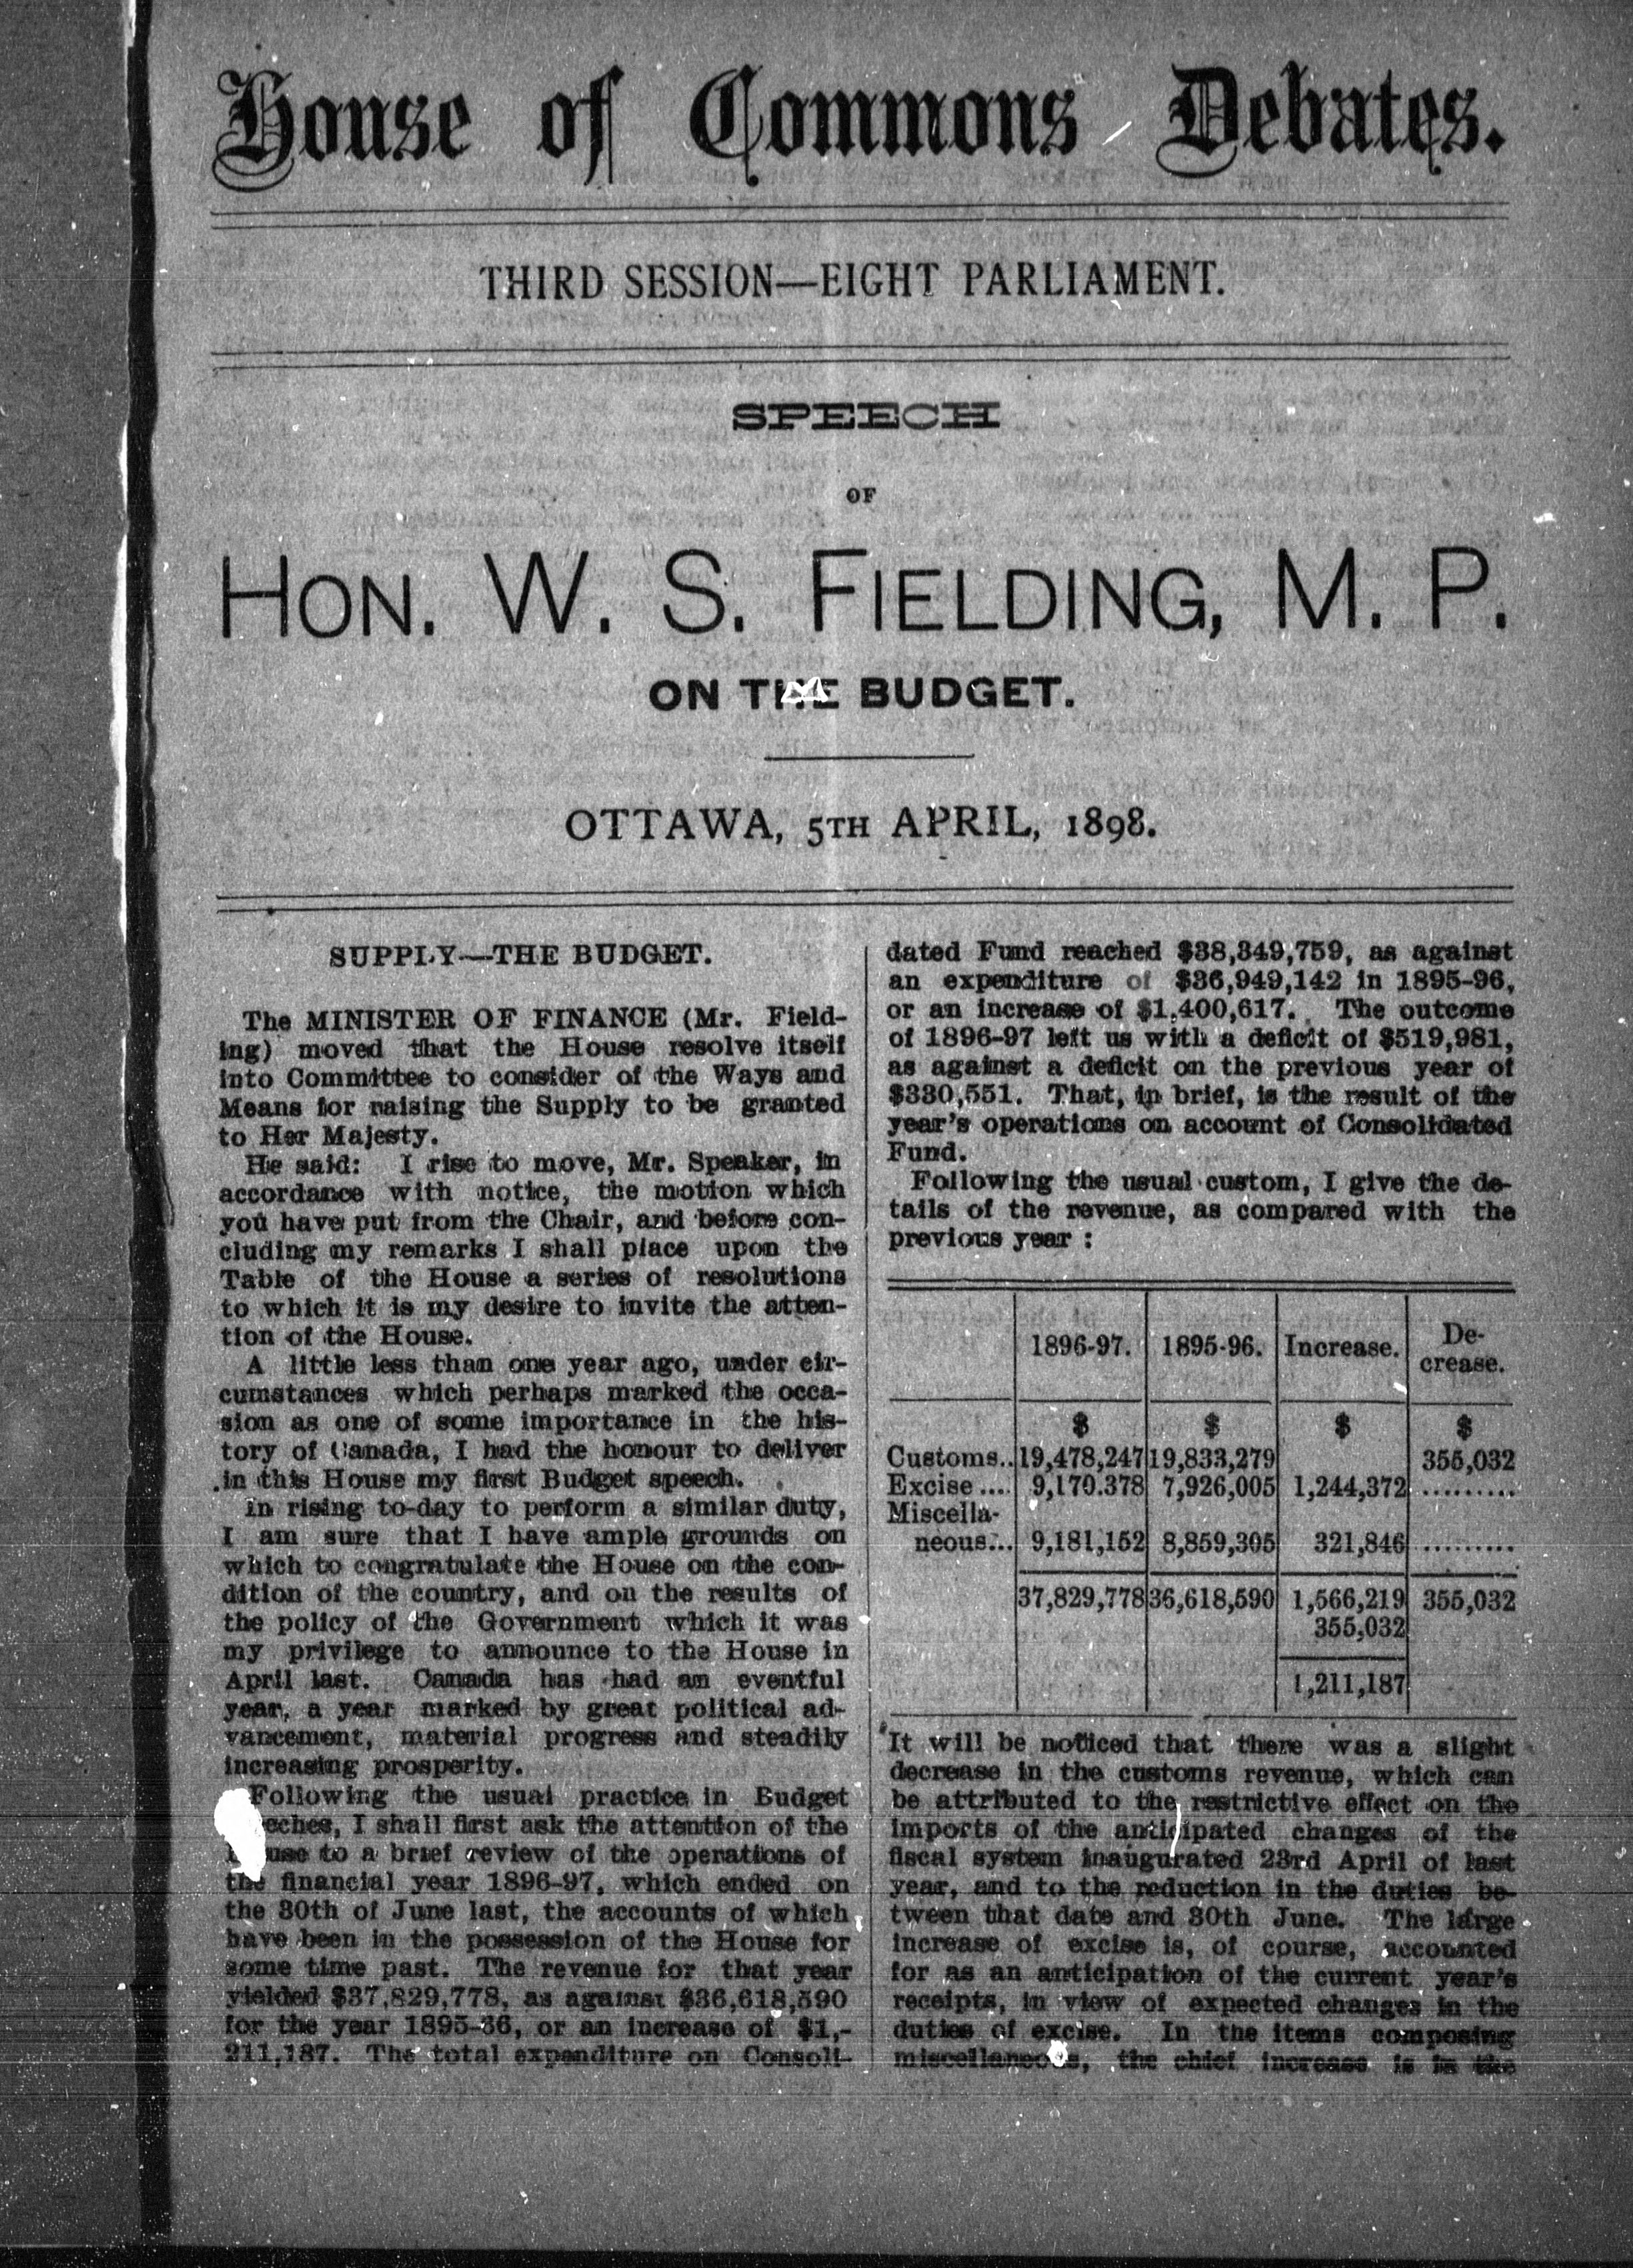 House of Commons Debates.
THIRD SESSION—EIGHT PARLIAMENT.
SPEECH
OF
HON. W. S. FIELDING, M. P.
ON THE BUDGET.
OTTAWA, 5TH APRIL, 1898.
SUPPLY—THE BUDGET.
The MINISTER OF FINANCE (Mr. Field-
ing) moved that the House resolve itself
into Committee to consider of the Ways and
Means for raising the Supply to be granted
to Her Majesty.
He said: I rise to move, Mr. Speaker, in
accordance with notice, the motion which
you have put from the Chair, and before con-
cluding my remarks I shall place upon the
Table of the House a series of resolutions
to which it is my desire to invite the atten-
tion of the House.
A little less than one year ago, under cir-
cumstances which perhaps marked the occa-
sion as one of some importance in the his-
tory of Canada, I had the honour to deliver
in this House my first Budget speech.
In rising to-day to perform a similar duty,
I am sure that I have ample grounds on
which to congratulate the House on the con-
dition of the country, and on the results of
the policy of the Government which it was
my privilege to announce to the House in
April last. Canada has had an eventful
year, a year marked by great political ad-
vancement, material progress and steadily
increasing prosperity.
Following the usual practice in Budget
eches, I shall first ask the attention of the
use to a brief review of the operations of
the financial year 1896-97, which ended on
the 30th of June last, the accounts of which
have been in the possession of the House for
some time past. The revenue for that year
yielded $37,829,778, as against $36,618,590
for the year 1895-36, or an increase of $1,-
211,187. The total expenditure on Consoli-
dated Fund reached $38,349,759, as against
an expenditure of $36,949,142 in 1895-96,
or an increase of $1,400,617. The outcome
of 1896-97 left us with a deficit of $519,981,
as against a deficit on the previous year of
$330,551. That, in brief, is the result of the
year's operations on account of Consolidated
Fund.
Following the usual custom, I give the de-
tails of the revenue, as compared with the
previous year :
1896-97. 1895-96. Increase. De-
crease.
$ $ $ $
Customs.. 19,478,247 19,833,279 355,032
Excise.... 9,170.378 7,926,005 1,244,372 .........
Miscella-
neous... 9,181,152 8,859,305 321,846 .........
37,829,778 36,618,590 1,566,219 355,032
355,032
1,211,187
It will be noticed that there was a slight
decrease in the customs revenue, which can
be attributed to the restrictive effect on the
imports of the anticipated changes of the
fiscal system inaugurated 23rd April of last
year, and to the reduction in the duties be-
tween that date and 30th June. The large
increase of excise is, of course, accounted
for as an anticipation of the current year's
receipts, in view of expected changes in the
duties of excise. In the items composing
miscellaneous, the chief increase is in the